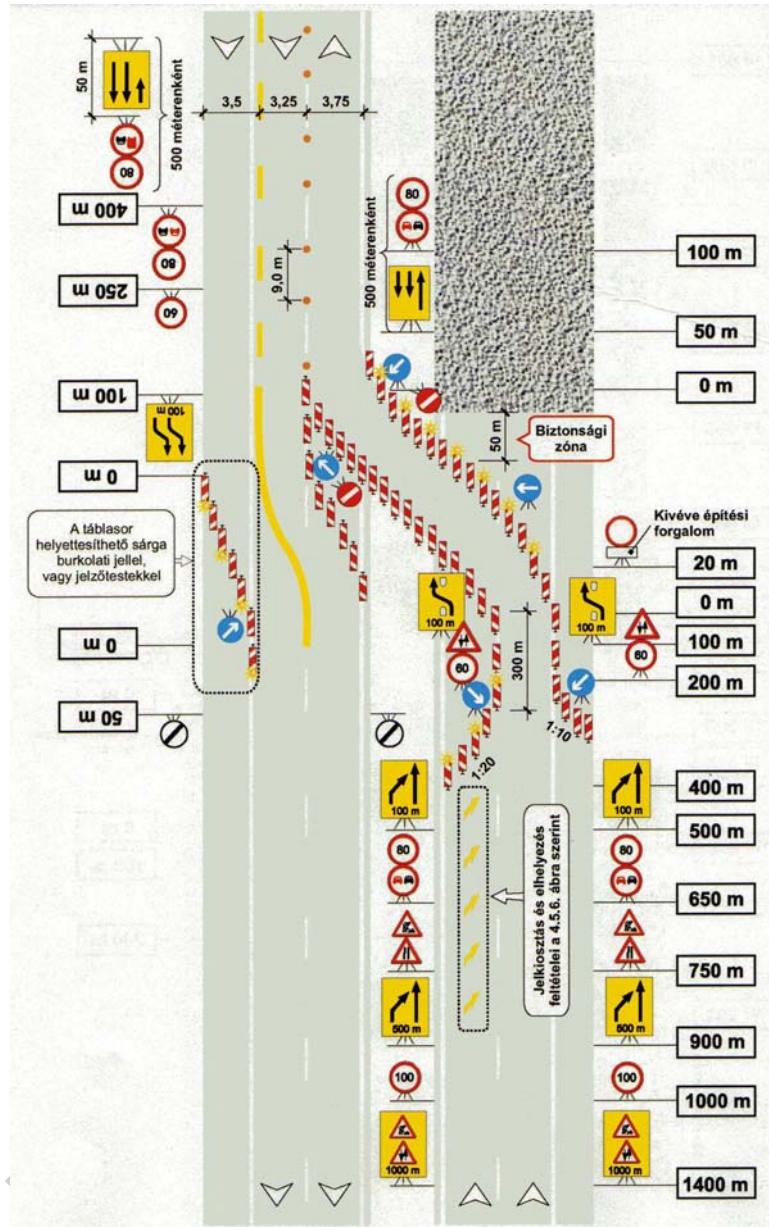 50 m
500 méterenként
80
400 m
80
250 m
60
100 m
100 m
0 m
A táblasor
helyettesíthető sárga
burkolati jellel,
vagy jelzőtestekkel
0 m
50 m
3,5
3,25
3,75
9,0 m
500 méterenként
80
100 m
50 m
0 m
50 m
Biztonsági
zóna
Kivéve építési
forgalom
20 m
0 m
100 m
100 m
100 m
60
60
300 m
200 m
1:10
1:20
400 m
100 m
100 m
500 m
80
80
650 m
Jelkiosztás és elhelyezés
feltételei a 4.5.6. ábra szerint
750 m
500 m
500 m
900 m
100
100
1000 m
1000 m
1000 m
1400 m